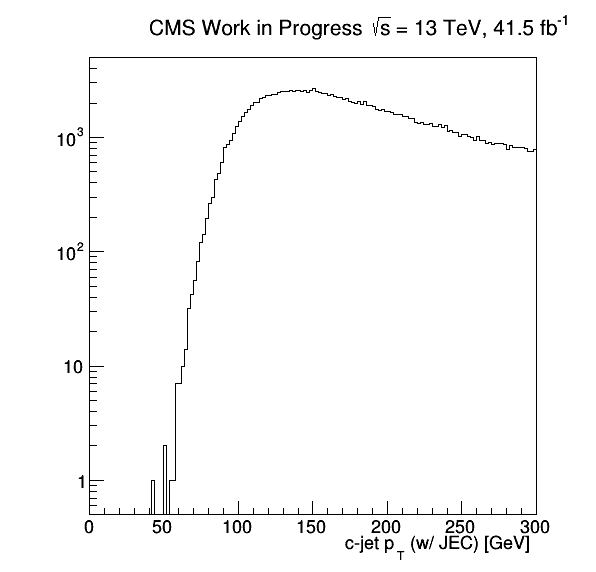 CMS Work in Progress √s = 13 TeV, 41.5 fb⁻¹
10³
10²
10
1
0 50 100 150 200 250 300
c-jet p_T (w/ JEC) [GeV]